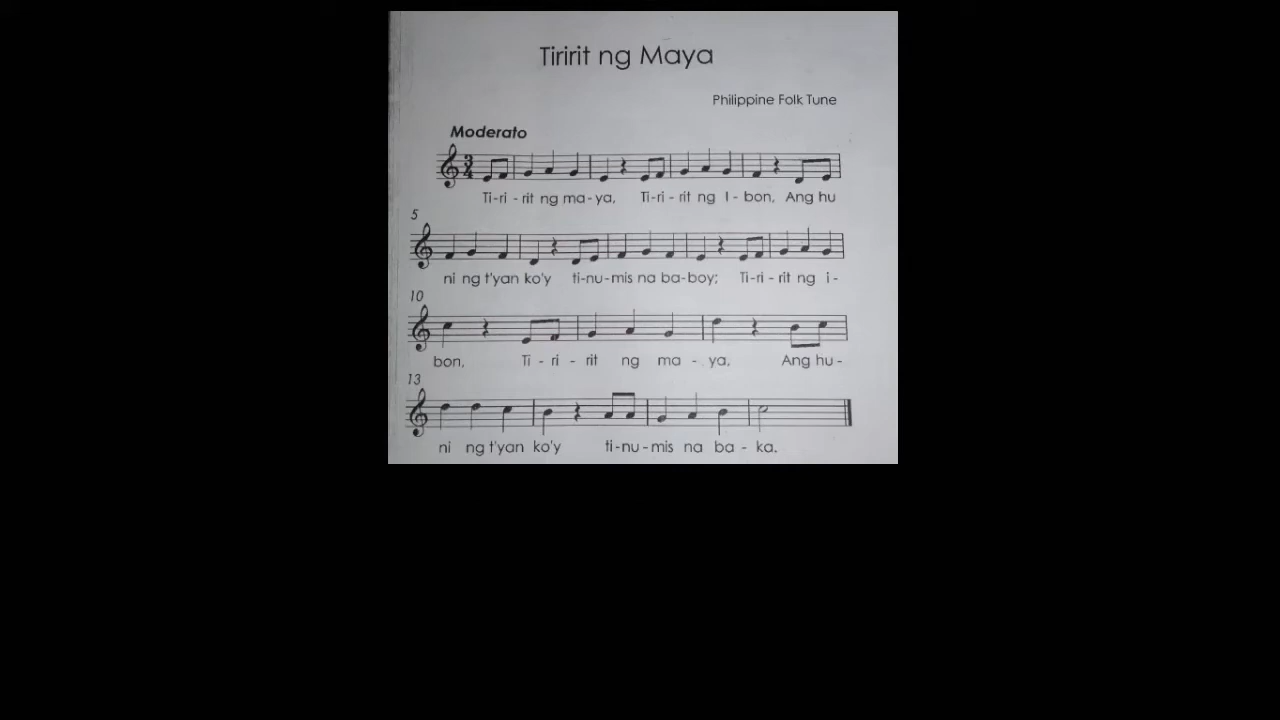 Tiririt ng Maya
Philippine Folk Tune
Moderato
3
4
Ti-ri - rit ng ma-ya, Ti-ri - rit ng I - bon, Ang hu
5
ni ng t'yan ko'y ti-nu-mis na ba-boy; Ti-ri - rit ng i-
10
bon, Ti - ri - rit ng ma - ya, Ang hu-
13
ni ng t'yan ko'y ti-nu-mis na ba - ka.